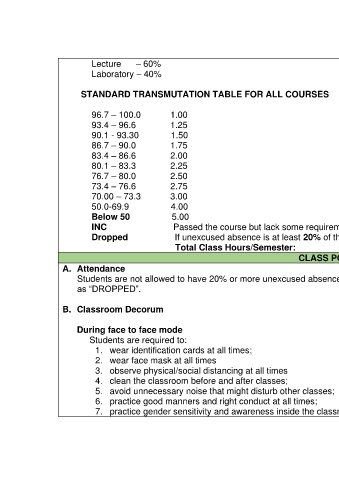 Lecture – 60%
Laboratory – 40%
STANDARD TRANSMUTATION TABLE FOR ALL COURSES
96.7 – 100.0 1.00
93.4 – 96.6 1.25
90.1 - 93.30 1.50
86.7 – 90.0 1.75
83.4 – 86.6 2.00
80.1 – 83.3 2.25
76.7 – 80.0 2.50
73.4 – 76.6 2.75
70.00 – 73.3 3.00
50.0-69.9 4.00
Below 50 5.00
INC Passed the course but lack some
Dropped If unexcused absence is at least 20% of
Total Class Hours/Semester:
CLASS
A. Attendance
Students are not allowed to have 20% or more unexcused
as “DROPPED”.
B. Classroom Decorum
During face to face mode
Students are required to:
1. wear identification cards at all times;
2. wear face mask at all times
3. observe physical/social distancing at all times
4. clean the classroom before and after classes;
5. avoid unnecessary noise that might disturb other classes;
6. practice good manners and right conduct at all times;
7. practice gender sensitivity and awareness inside the